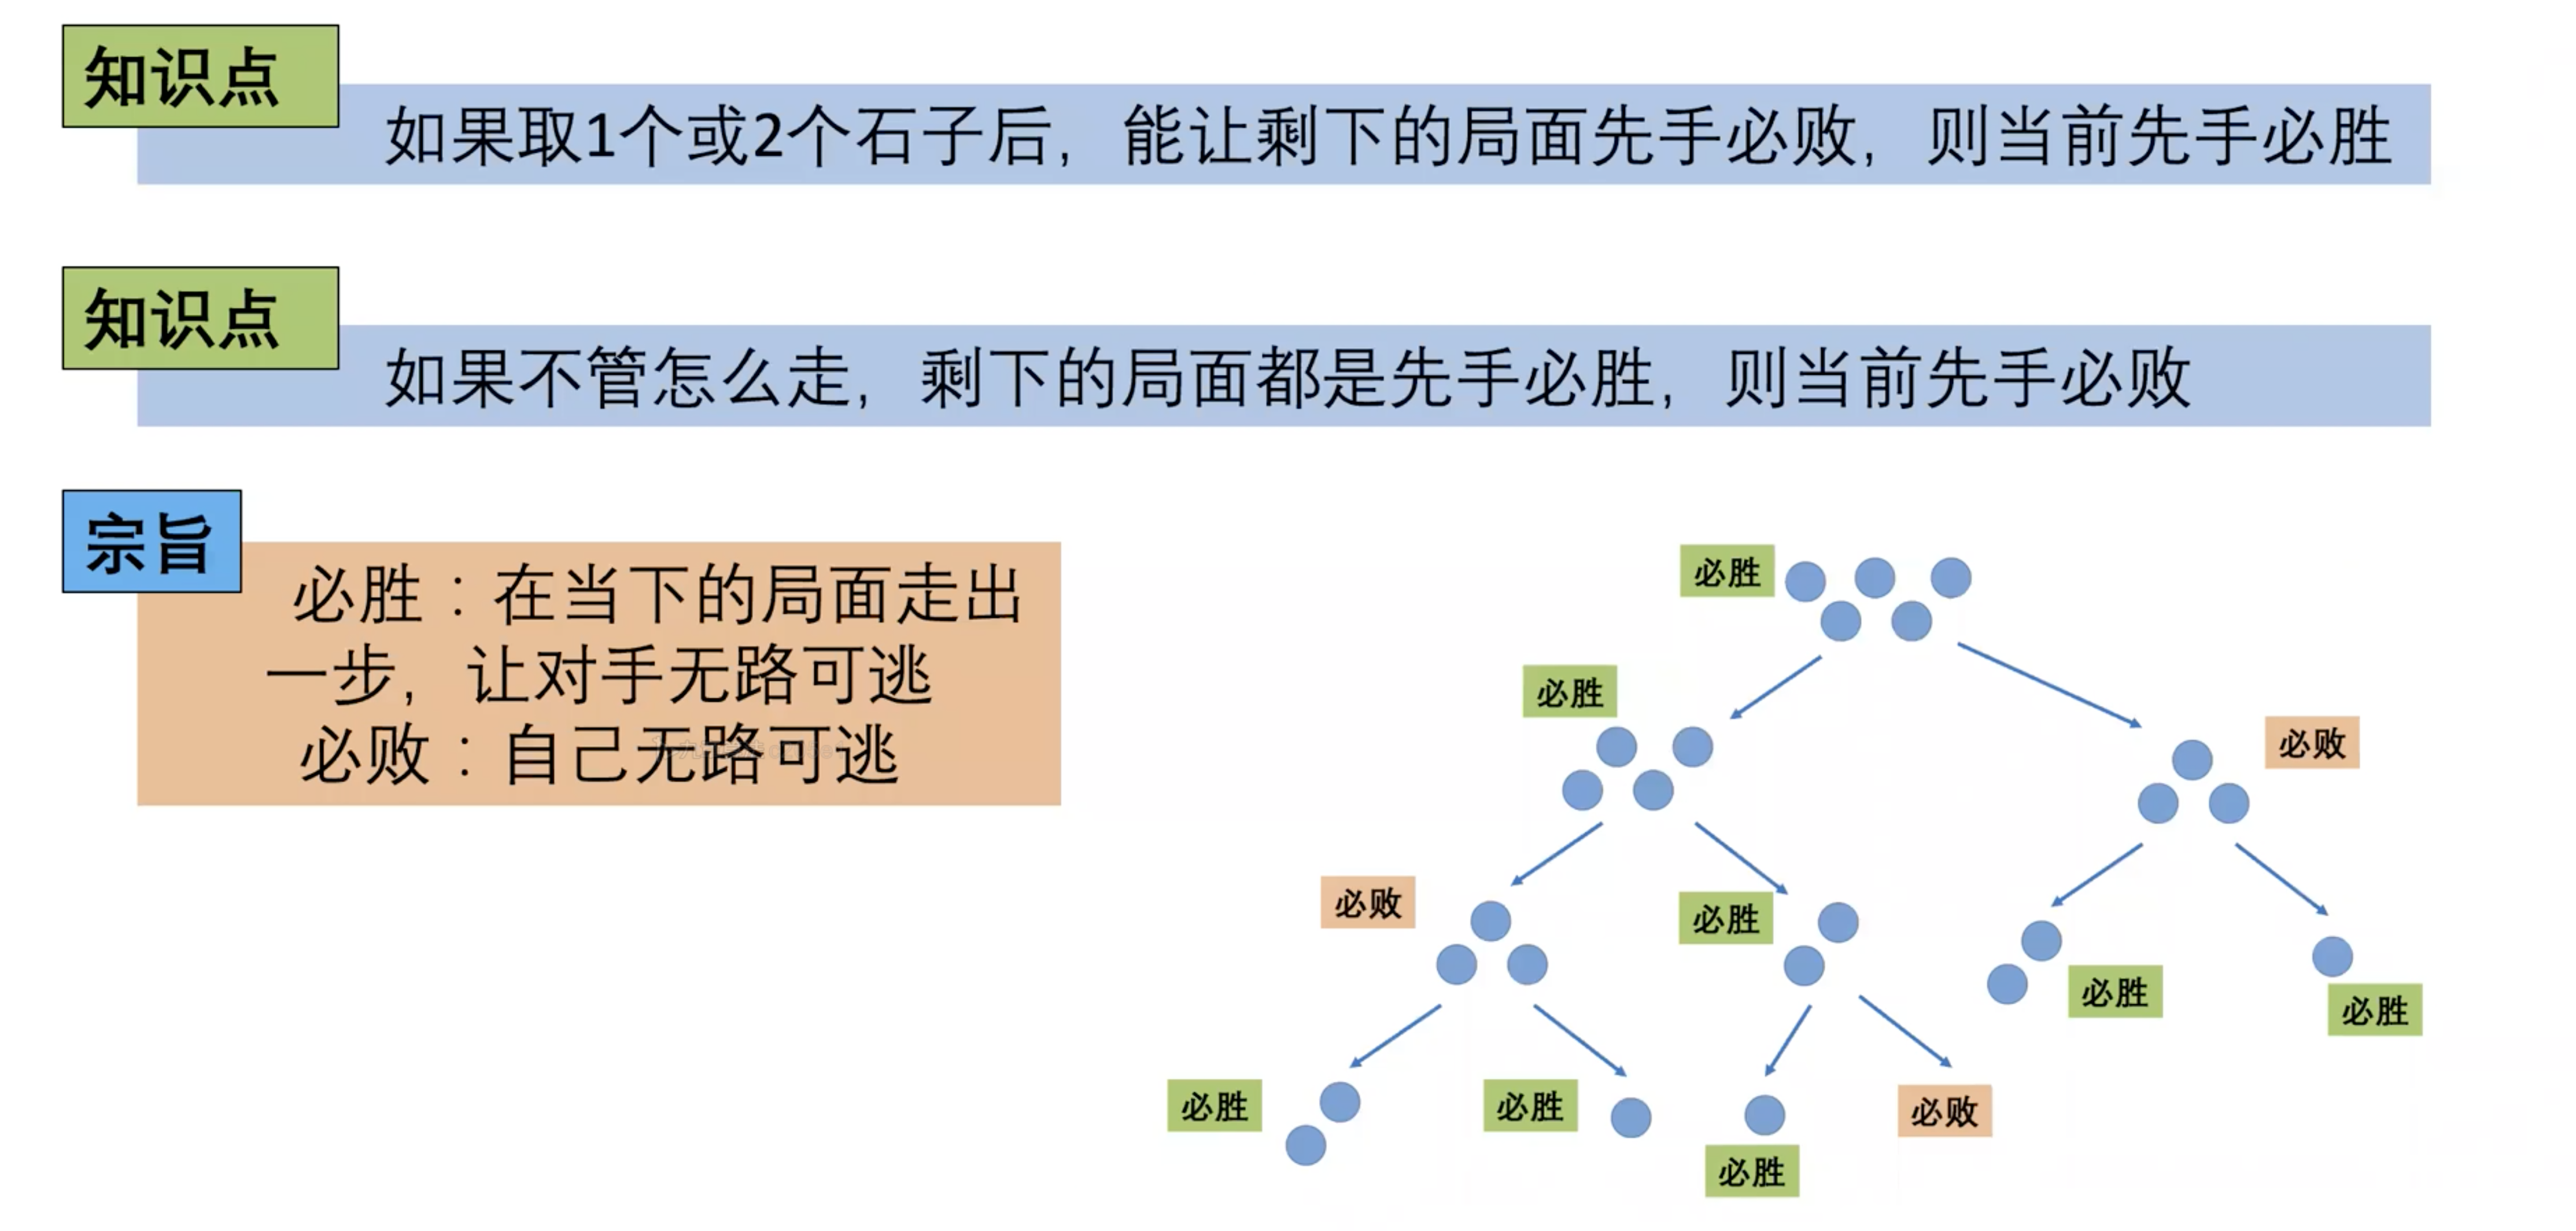 知识点
如果取1个或2个石子后，能让剩下的局面先手必败，则当前先手必胜
知识点
如果不管怎么走，剩下的局面都是先手必胜，则当前先手必败
宗旨
必胜：在当下的局面走出
一步，让对手无路可逃
必败：自己无路可逃
必胜
必胜
必败
必败
必胜
必胜
必胜
必胜
必胜
必胜
必败